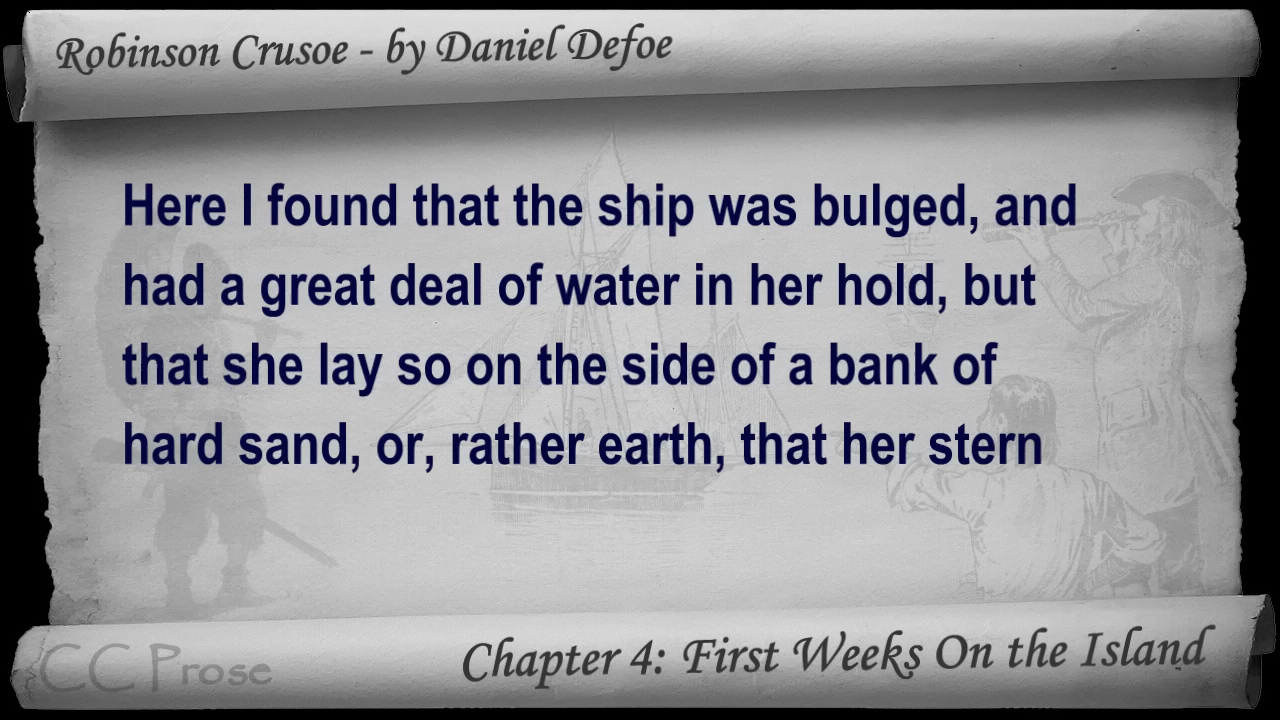 Robinson Crusoe - by Daniel Defoe
Here I found that the ship was bulged, and
had a great deal of water in her hold, but
that she lay so on the side of a bank of
hard sand, or, rather earth, that her stern
CC Prose
Chapter 4: First Weeks On the Island